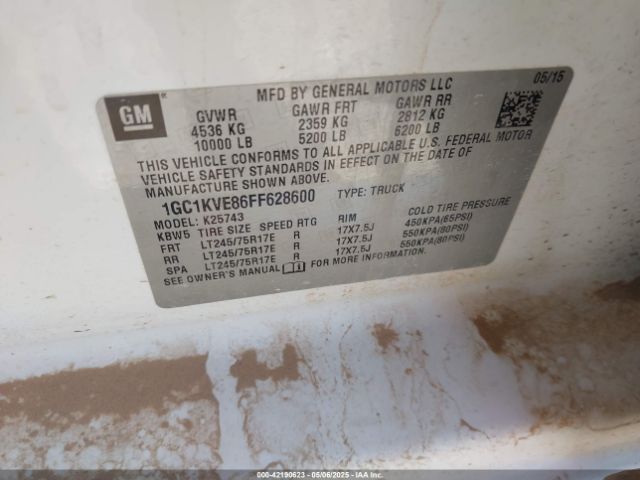 MFD BY GENERAL MOTORS LLC 05/15
GM GVWR GAWR FRT GAWR RR
4536 KG 2359 KG 2812 KG
10000 LB 5200 LB 6200 LB
THIS VEHICLE CONFORMS TO ALL APPLICABLE U.S. FEDERAL MOTOR
VEHICLE SAFETY STANDARDS IN EFFECT ON THE DATE OF
MANUFACTURE SHOWN ABOVE.
1GC1KVE86FF628600 TYPE: TRUCK
MODEL: K25743
KBW5 TIRE SIZE SPEED RTG RIM COLD TIRE PRESSURE
FRT LT245/75R17E R 17X7.5J 450KPA(65PSI)
RR LT245/75R17E R 17X7.5J 550KPA(80PSI)
SPA LT245/75R17E R 17X7.5J 550KPA(80PSI)
SEE OWNER'S MANUAL FOR MORE INFORMATION.
000-42190623 - 05/06/2025 - IAAI.COM